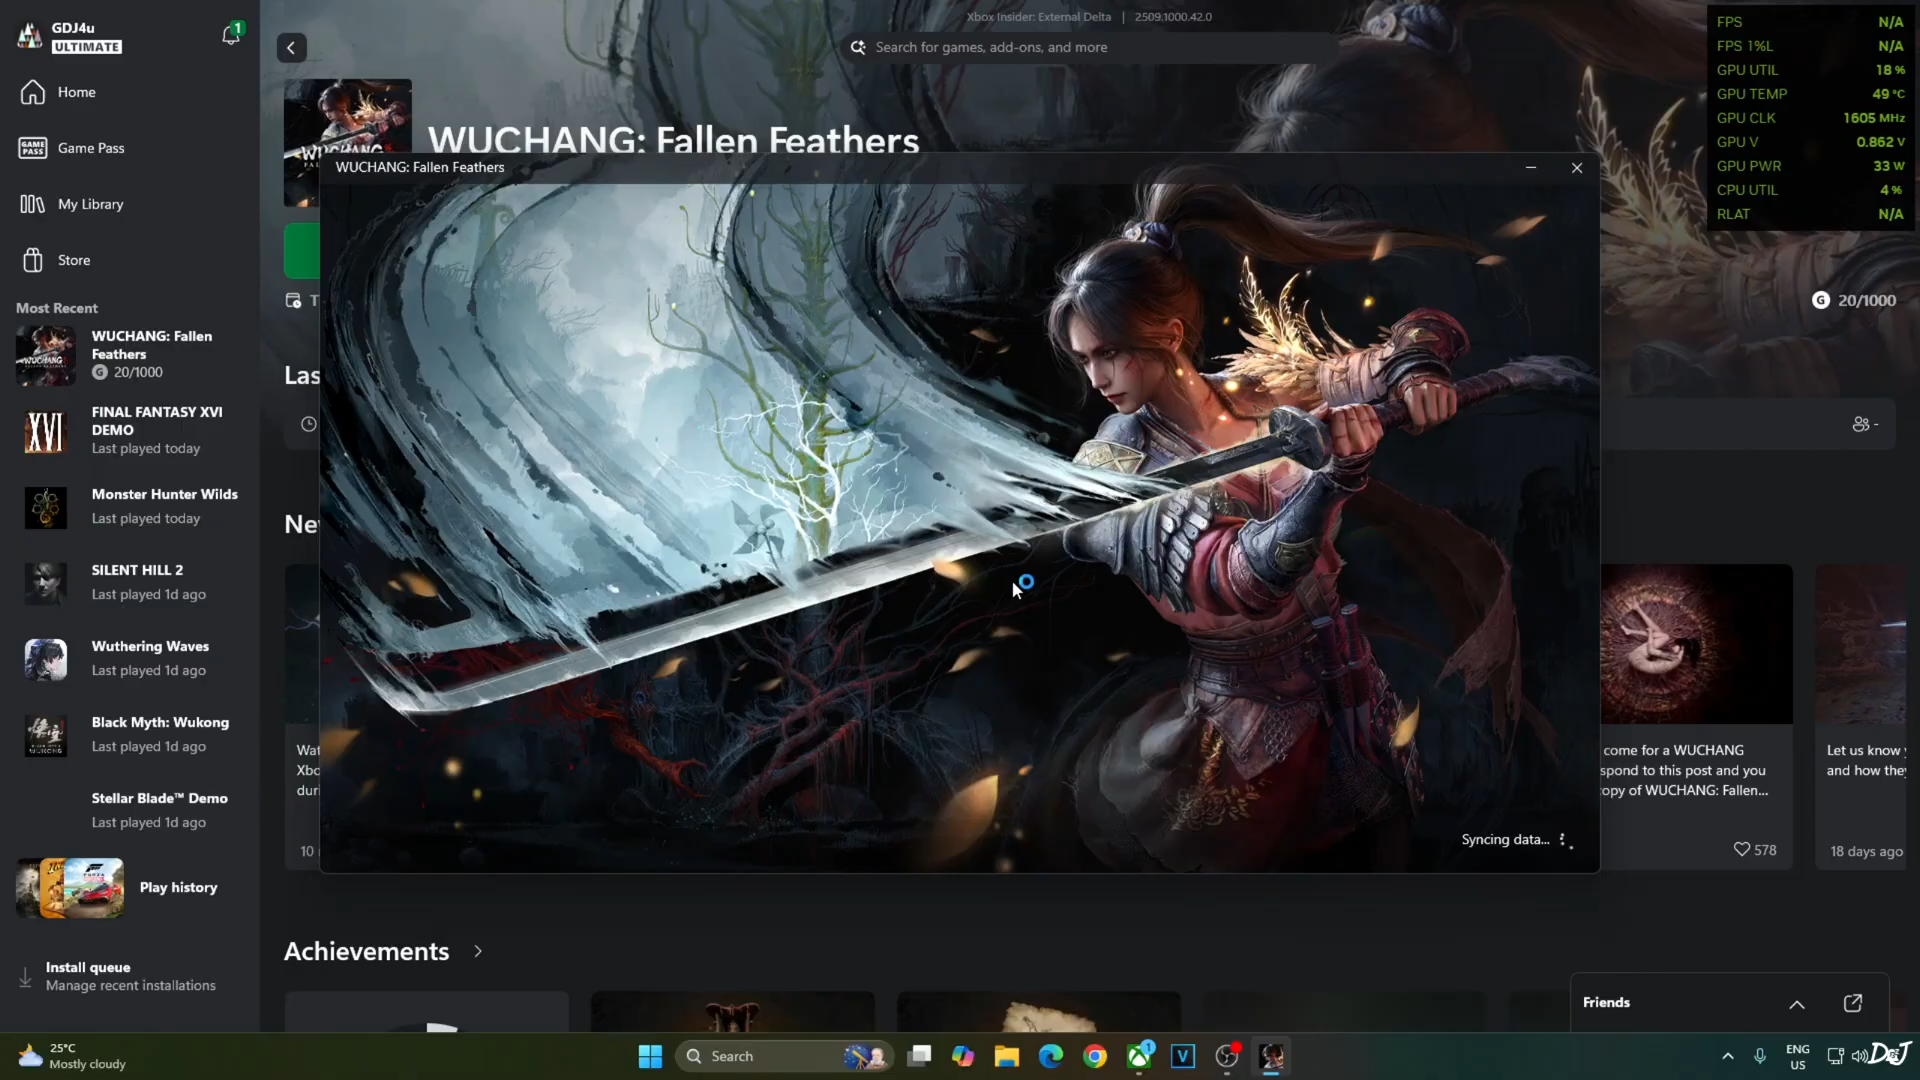 GDJ4u
ULTIMATE
1
Home
GAME PASS
Game Pass
My Library
Store
Most Recent
WUCHANG: Fallen
Feathers
G 20/1000
FINAL FANTASY XVI
DEMO
Last played today
XVI
Monster Hunter Wilds
Last played today
SILENT HILL 2
Last played 1d ago
Wuthering Waves
Last played 1d ago
Black Myth: Wukong
Last played 1d ago
Stellar Blade™ Demo
Last played 1d ago
Play history
Install queue
Manage recent installations
Xbox Insider: External Delta | 2509.1000.42.0
Search for games, add-ons, and more
WUCHANG: Fallen Feathers
WUCHANG: Fallen Feathers
Syncing data...
FPS N/A
FPS 1%L N/A
GPU UTIL 18 %
GPU TEMP 49 °C
GPU CLK 1605 MHz
GPU V 0.862 V
GPU PWR 33 W
CPU UTIL 4 %
RLAT N/A
G 20/1000
-
come for a WUCHANG
spond to this post and you
opy of WUCHANG: Fallen...
578
Let us know
and how they
18 days ago
10
Achievements
Friends
25°C
Mostly cloudy
Search
1
V
ENG
US